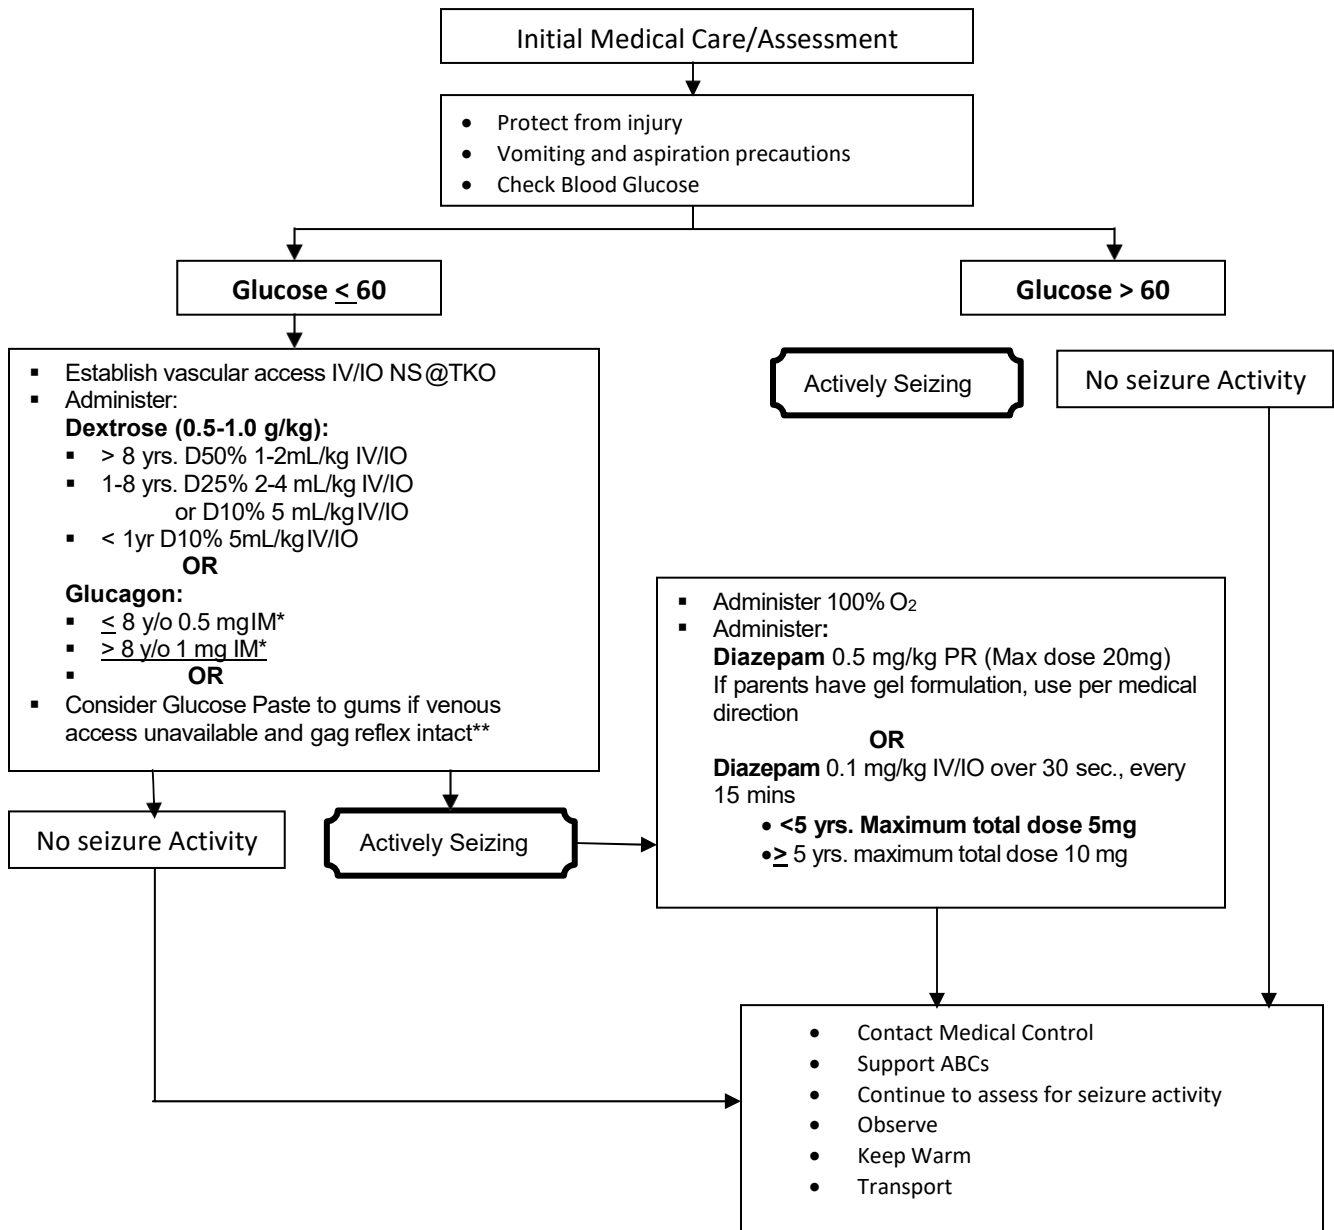 Initial Medical Care/Assessment
• Protect from injury
• Vomiting and aspiration precautions
• Check Blood Glucose
Glucose < 60
Glucose > 60
▪ Establish vascular access IV/IO NS@TKO
▪ Administer:
Dextrose (0.5-1.0 g/kg):
▪ > 8 yrs. D50% 1-2mL/kg IV/IO
▪ 1-8 yrs. D25% 2-4 mL/kg IV/IO
or D10% 5 mL/kgIV/IO
▪ < 1yr D10% 5mL/kgIV/IO
OR
Glucagon:
▪ < 8 y/o 0.5 mgIM*
▪ > 8 y/o 1 mg IM*
▪ OR
▪ Consider Glucose Paste to gums if venous
access unavailable and gag reflex intact**
Actively Seizing
No seizure Activity
▪ Administer 100% O2
▪ Administer:
Diazepam 0.5 mg/kg PR (Max dose 20mg)
If parents have gel formulation, use per medical
direction
OR
Diazepam 0.1 mg/kg IV/IO over 30 sec., every
15 mins
• <5 yrs. Maximum total dose 5mg
•> 5 yrs. maximum total dose 10 mg
No seizure Activity
Actively Seizing
• Contact Medical Control
• Support ABCs
• Continue to assess for seizure activity
• Observe
• Keep Warm
• Transport